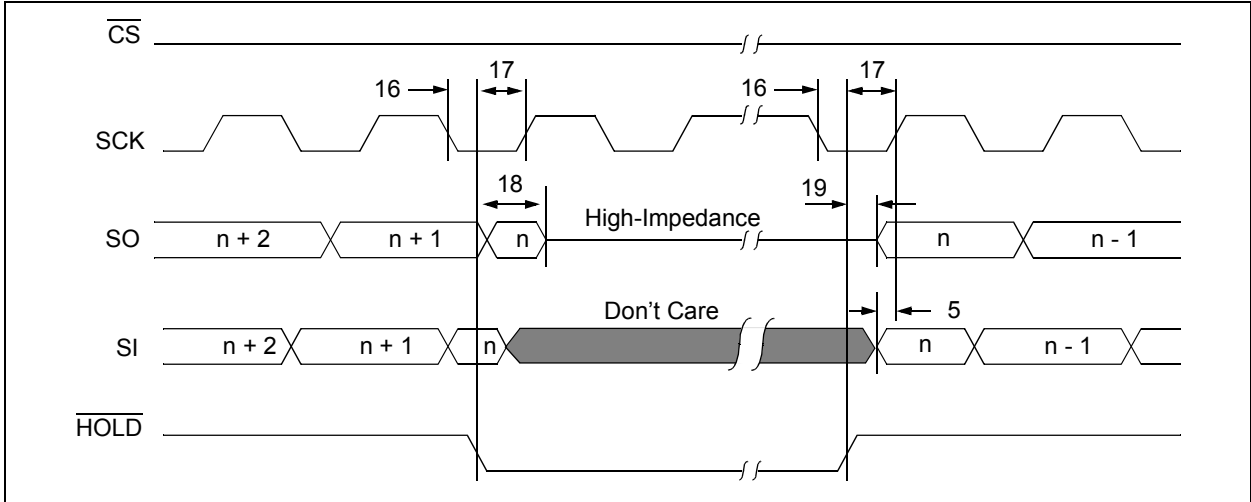 CS
16 17 16 17
SCK
18 19
SO n + 2 n + 1 n High-Impedance n n - 1
Don't Care 5
SI n + 2 n + 1 n n n - 1
HOLD